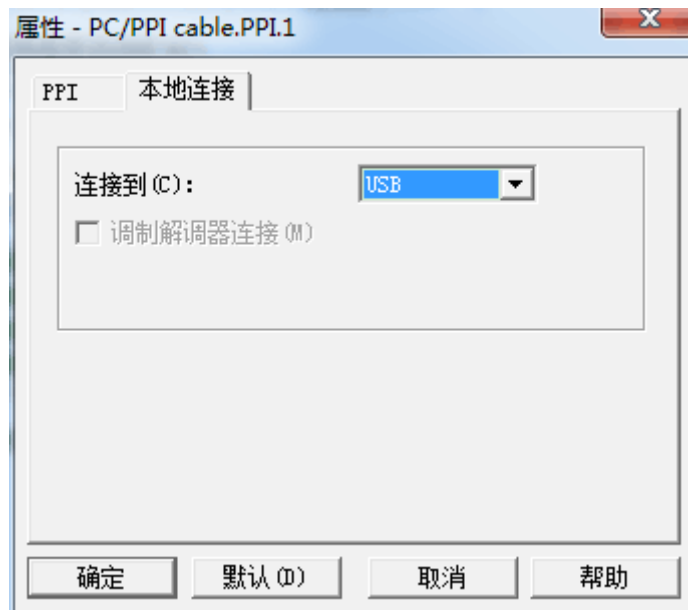 属性 - PC/PPI cable.PPI.1
PPI 本地连接
连接到(C): USB
调制解调器连接(M)
确定 默认(D) 取消 帮助